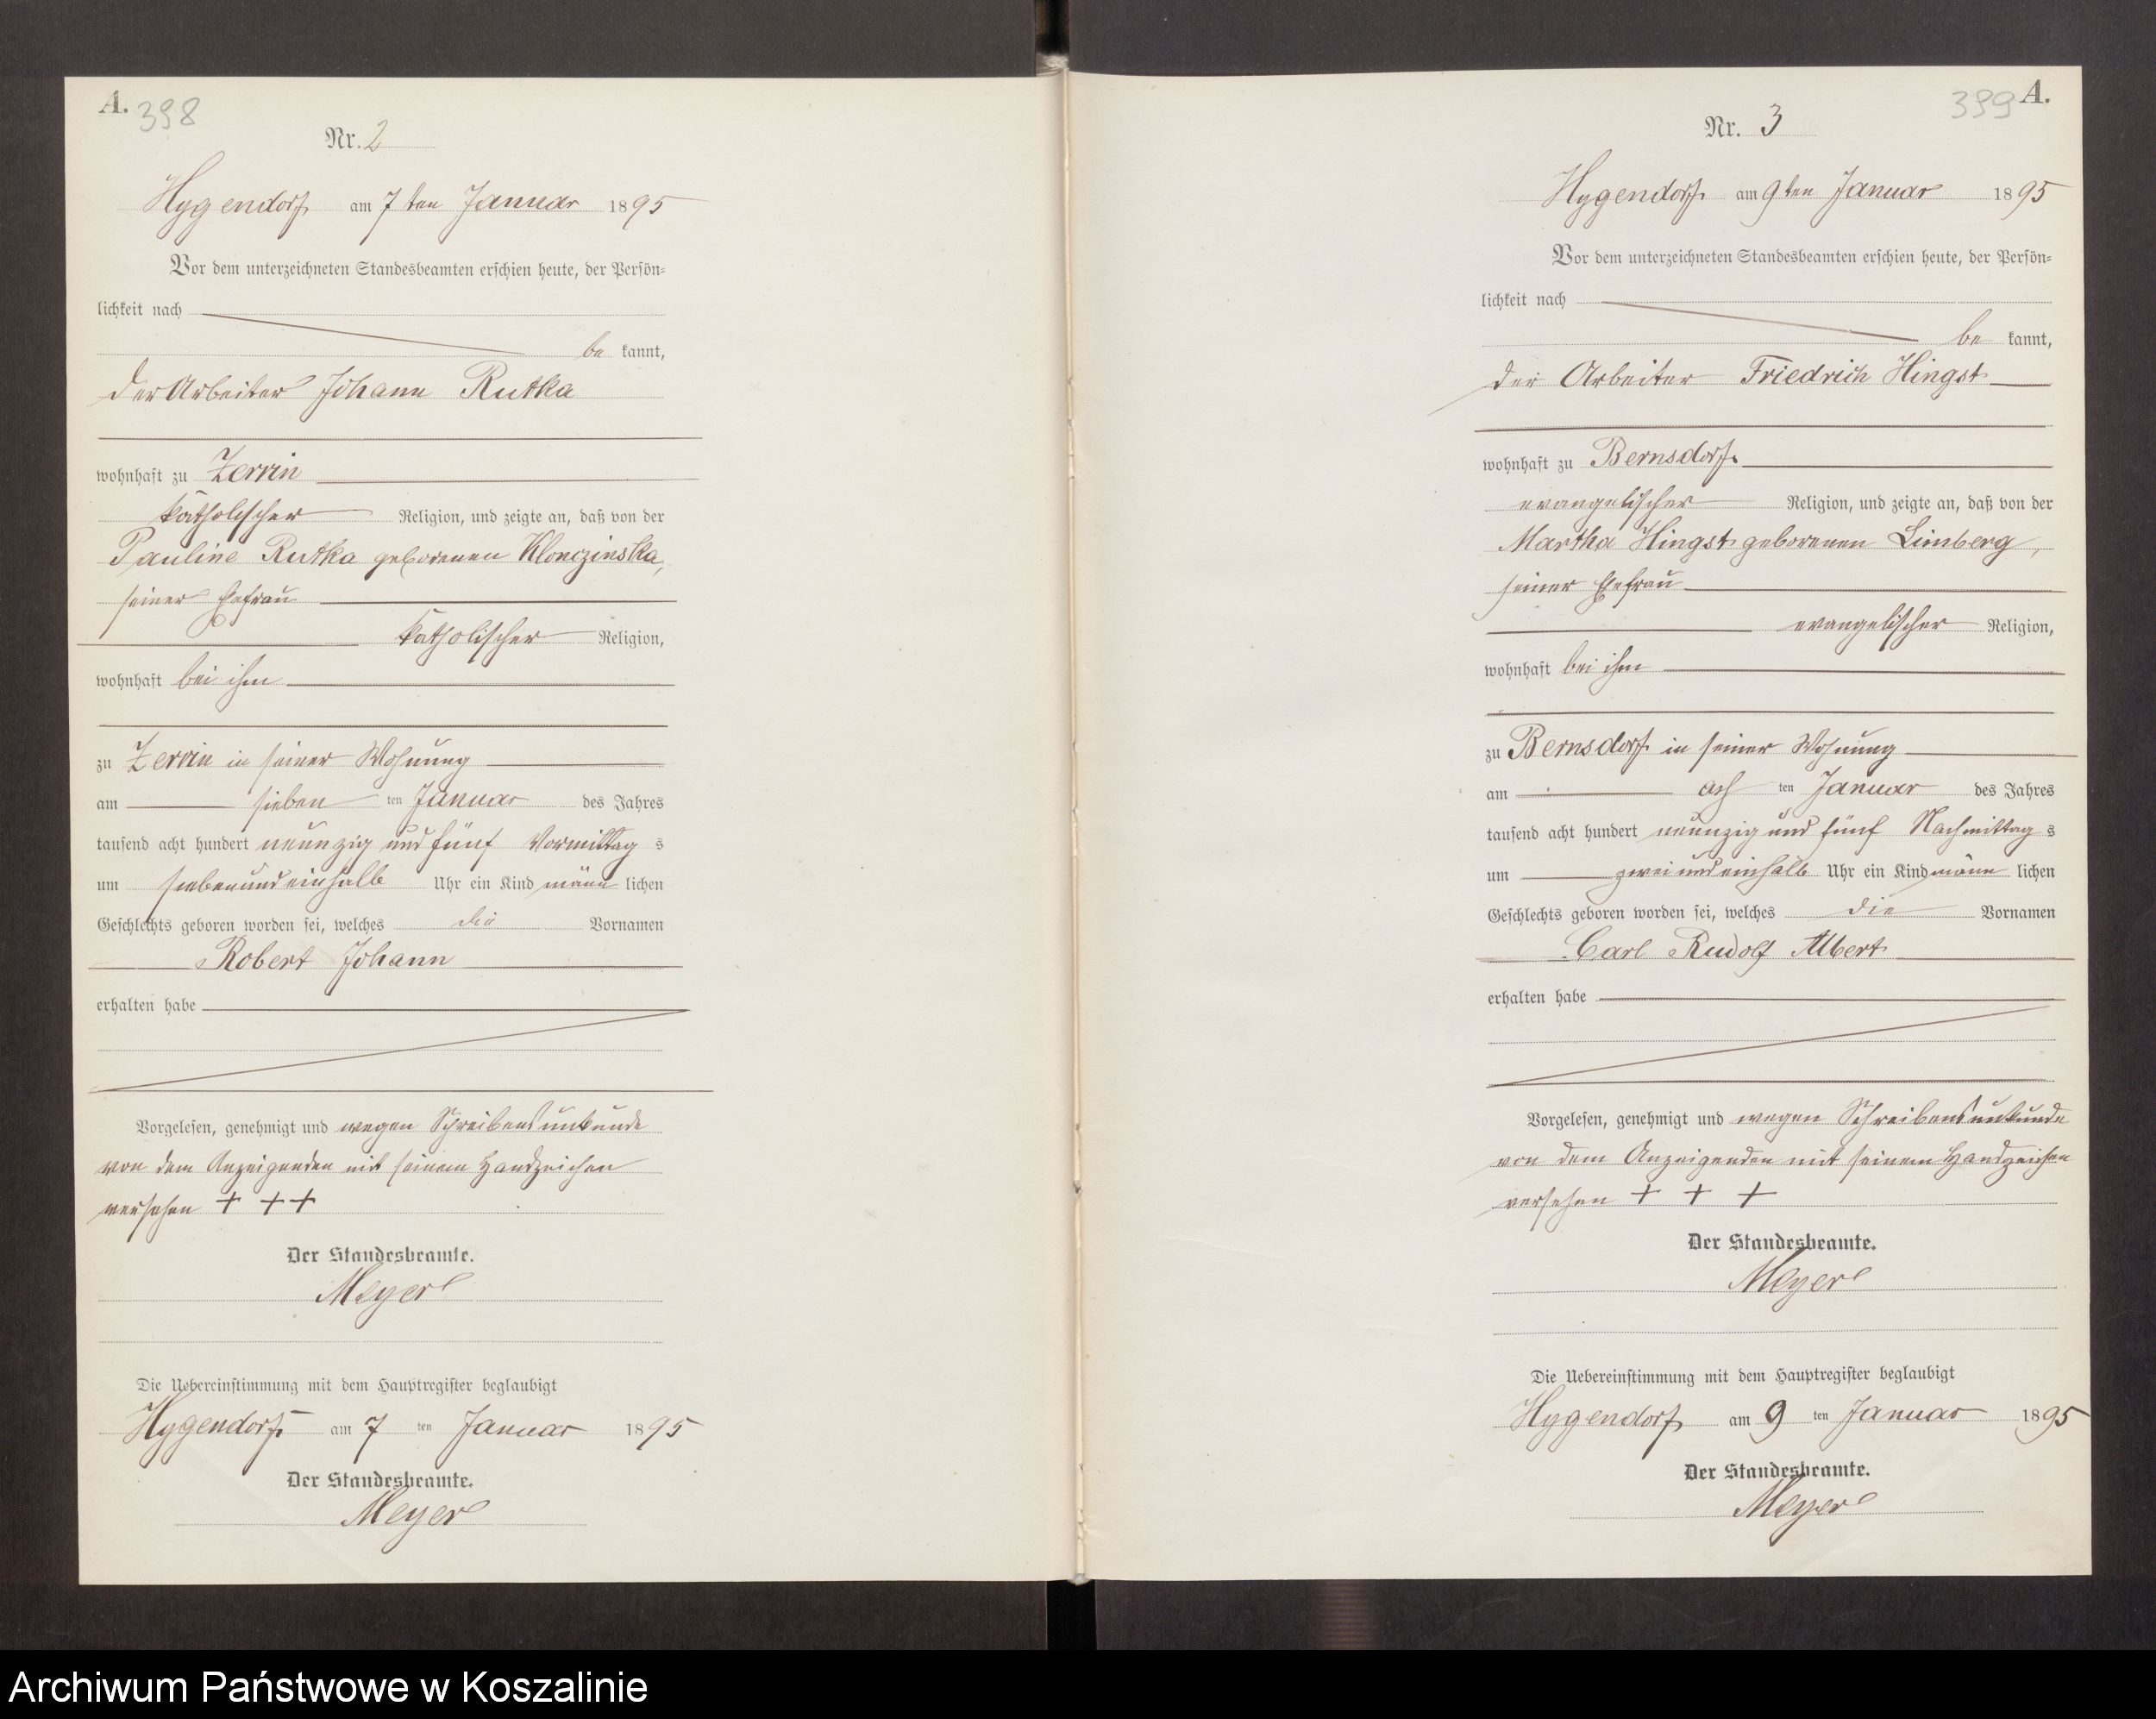 A. 398
Nr. 2
Hygendorf am 7ten Januar 1895
Vor dem unterzeichneten Standesbeamten erschien heute, der Persön-
lichkeit nach
be kannt,
der Arbeiter Johann Rutka
wohnhaft zu Zerrin
katholischer Religion, und zeigte an, daß von der
Pauline Rutka geborenen Klonczinska,
seiner Ehefrau
katholischer Religion,
wohnhaft bei ihm
zu Zerrin in seiner Wohnung
am sieben ten Januar des Jahres
tausend acht hundert neunzig und fünf Vormittag s
um sieben und einhalb Uhr ein Kind männ lichen
Geschlechts geboren worden sei, welches die Vornamen
Robert Johann
erhalten habe
Vorgelesen, genehmigt und wegen Schreibensunkunde
von dem Anzeigenden mit seinem Handzeichen
versehen + + +
Der Standesbeamte.
Meyer
Die Uebereinstimmung mit dem Hauptregister beglaubigt
Hygendorf am 7 ten Januar 1895
Der Standesbeamte.
Meyer
399 A.
Nr. 3
Hygendorf am 9ten Januar 1895
Vor dem unterzeichneten Standesbeamten erschien heute, der Persön-
lichkeit nach
be kannt,
der Arbeiter Friedrich Hingst
wohnhaft zu Bernsdorf
evangelischer Religion, und zeigte an, daß von der
Martha Hingst geborenen Limberg,
seiner Ehefrau
evangelischer Religion,
wohnhaft bei ihm
zu Bernsdorf in seiner Wohnung
am ach ten Januar des Jahres
tausend acht hundert neunzig und fünf Nachmittag s
um zwei und einhalb Uhr ein Kind männ lichen
Geschlechts geboren worden sei, welches die Vornamen
Carl Rudolf Albert
erhalten habe
Vorgelesen, genehmigt und wegen Schreibensunkunde
von dem Anzeigenden mit seinem Handzeichen
versehen + + +
Der Standesbeamte.
Meyer
Die Uebereinstimmung mit dem Hauptregister beglaubigt
Hygendorf am 9 ten Januar 1895
Der Standesbeamte.
Meyer
Archiwum Państwowe w Koszalinie